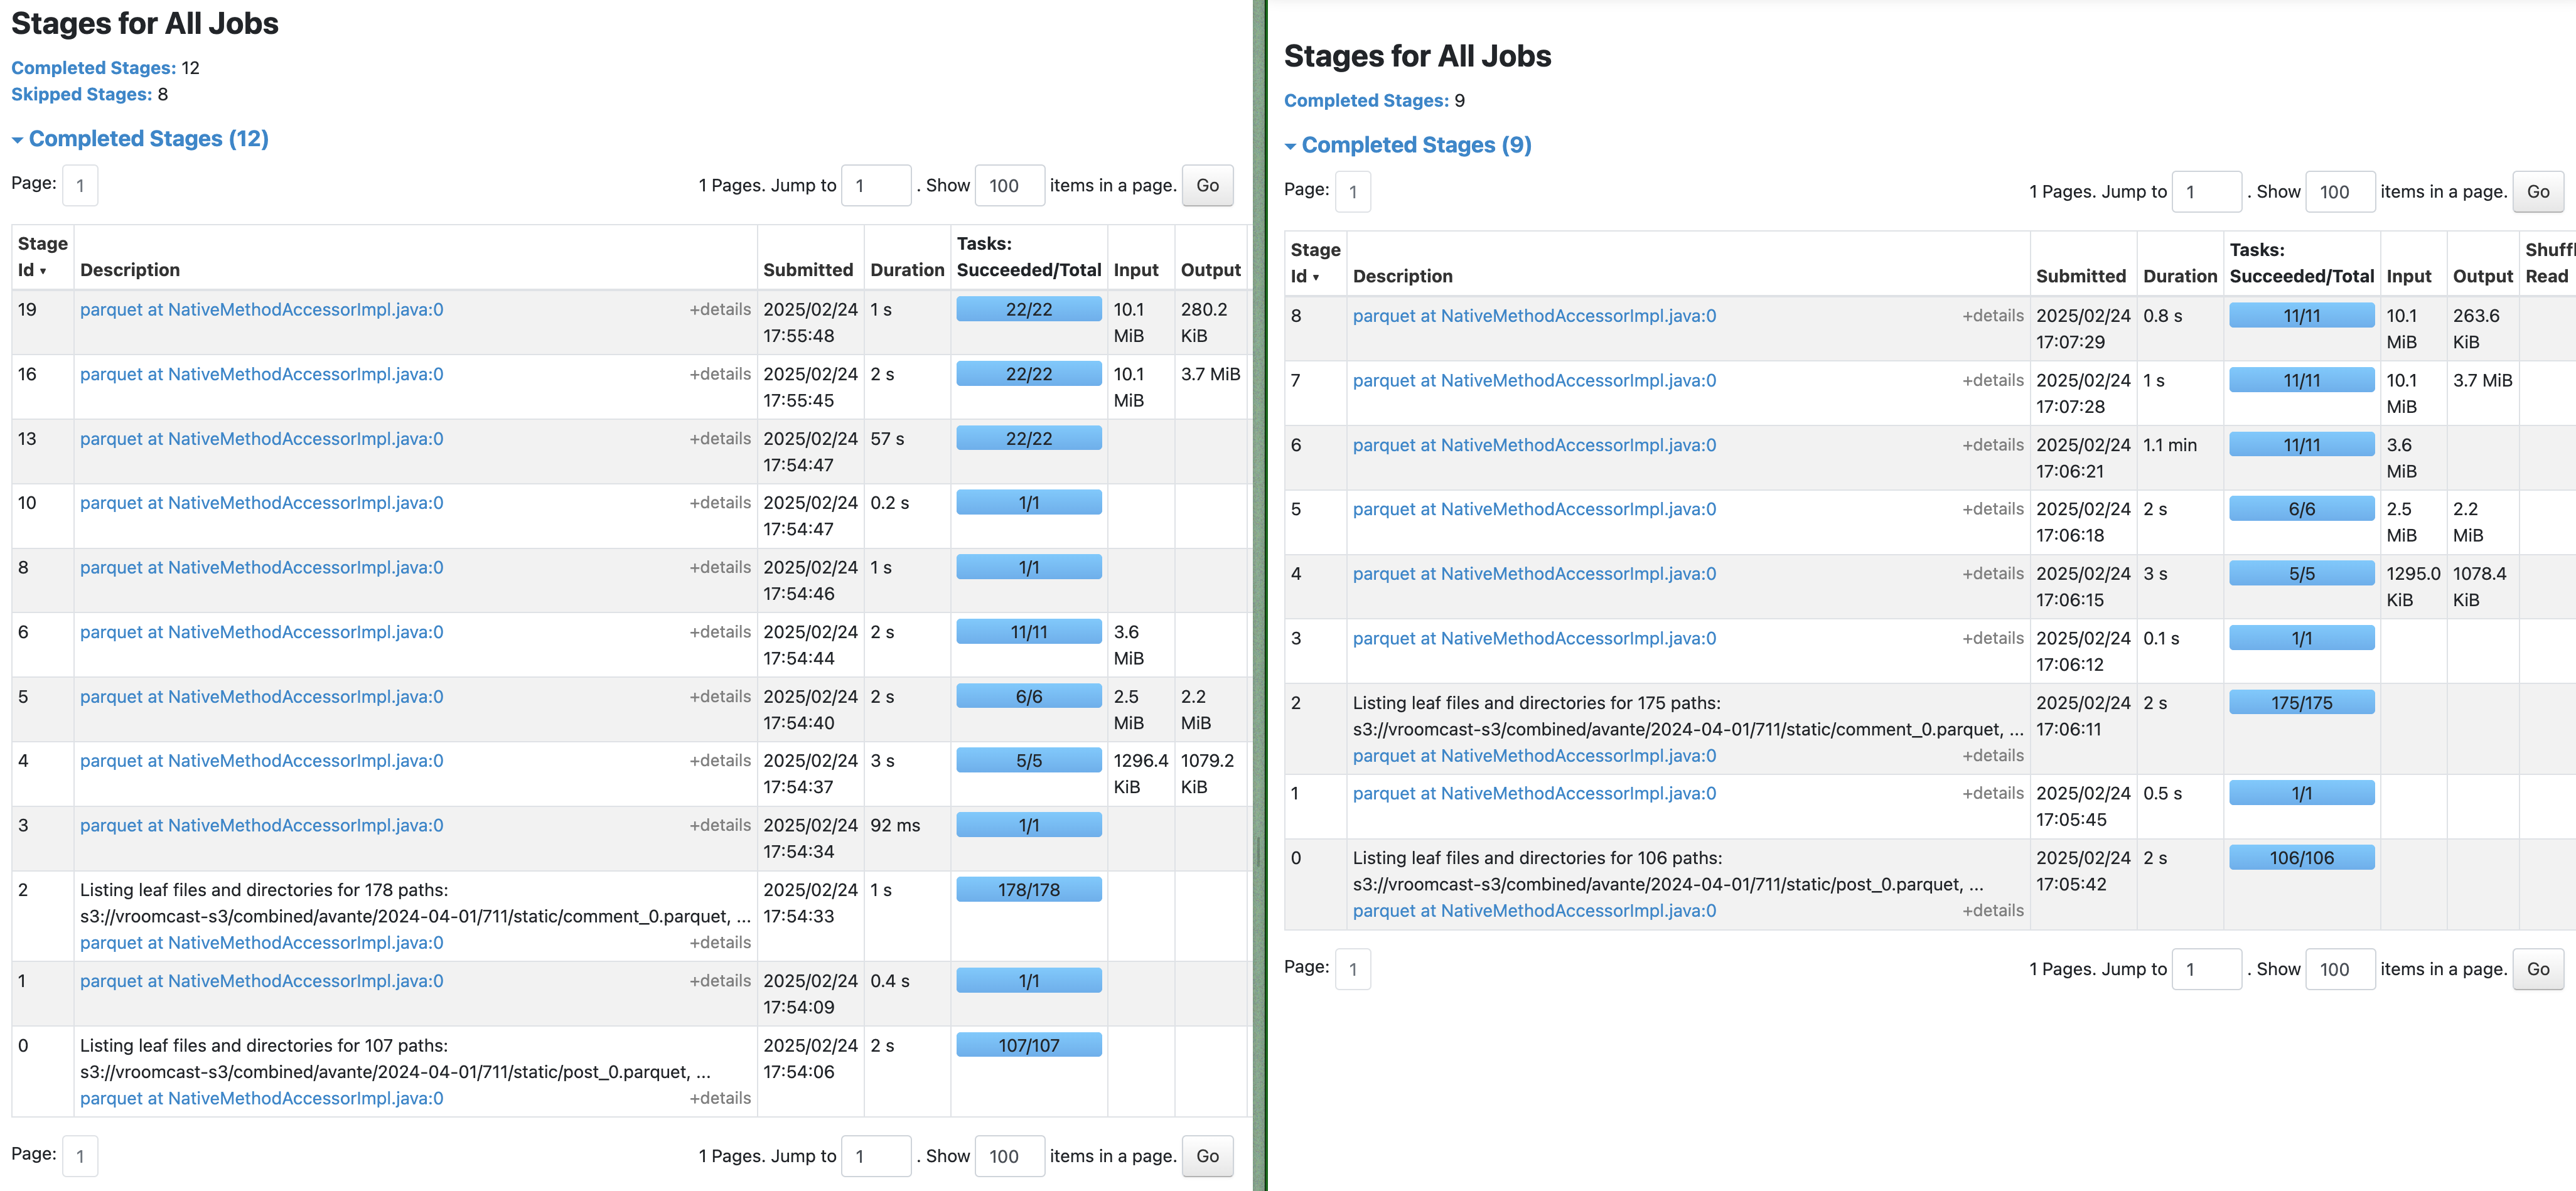 Stages for All Jobs
Completed Stages: 12
Skipped Stages: 8
Completed Stages (12)
Page: 1
1 Pages. Jump to 1 . Show 100 items in a page. Go
Stage Id ▾ Description Submitted Duration Tasks: Succeeded/Total Input Output
19 parquet at NativeMethodAccessorImpl.java:0 +details 2025/02/24 17:55:48 1 s 22/22 10.1 MiB 280.2 KiB
16 parquet at NativeMethodAccessorImpl.java:0 +details 2025/02/24 17:55:45 2 s 22/22 10.1 MiB 3.7 MiB
13 parquet at NativeMethodAccessorImpl.java:0 +details 2025/02/24 17:54:47 57 s 22/22
10 parquet at NativeMethodAccessorImpl.java:0 +details 2025/02/24 17:54:47 0.2 s 1/1
8 parquet at NativeMethodAccessorImpl.java:0 +details 2025/02/24 17:54:46 1 s 1/1
6 parquet at NativeMethodAccessorImpl.java:0 +details 2025/02/24 17:54:44 2 s 11/11 3.6 MiB
5 parquet at NativeMethodAccessorImpl.java:0 +details 2025/02/24 17:54:40 2 s 6/6 2.5 MiB 2.2 MiB
4 parquet at NativeMethodAccessorImpl.java:0 +details 2025/02/24 17:54:37 3 s 5/5 1296.4 KiB 1079.2 KiB
3 parquet at NativeMethodAccessorImpl.java:0 +details 2025/02/24 17:54:34 92 ms 1/1
2 Listing leaf files and directories for 178 paths: 2025/02/24 17:54:33 1 s 178/178
s3://vroomcast-s3/combined/avante/2024-04-01/711/static/comment_0.parquet, ...
parquet at NativeMethodAccessorImpl.java:0 +details
1 parquet at NativeMethodAccessorImpl.java:0 +details 2025/02/24 17:54:09 0.4 s 1/1
0 Listing leaf files and directories for 107 paths: 2025/02/24 17:54:06 2 s 107/107
s3://vroomcast-s3/combined/avante/2024-04-01/711/static/post_0.parquet, ...
parquet at NativeMethodAccessorImpl.java:0 +details
Page: 1
1 Pages. Jump to 1 . Show 100 items in a page. Go
Stages for All Jobs
Completed Stages: 9
Completed Stages (9)
Page: 1
1 Pages. Jump to 1 . Show 100 items in a page. Go
Stage Id ▾ Description Submitted Duration Tasks: Succeeded/Total Input Output Shuffl Read
8 parquet at NativeMethodAccessorImpl.java:0 +details 2025/02/24 17:07:29 0.8 s 11/11 10.1 MiB 263.6 KiB
7 parquet at NativeMethodAccessorImpl.java:0 +details 2025/02/24 17:07:28 1 s 11/11 10.1 MiB 3.7 MiB
6 parquet at NativeMethodAccessorImpl.java:0 +details 2025/02/24 17:06:21 1.1 min 11/11 3.6 MiB
5 parquet at NativeMethodAccessorImpl.java:0 +details 2025/02/24 17:06:18 2 s 6/6 2.5 MiB 2.2 MiB
4 parquet at NativeMethodAccessorImpl.java:0 +details 2025/02/24 17:06:15 3 s 5/5 1295.0 KiB 1078.4 KiB
3 parquet at NativeMethodAccessorImpl.java:0 +details 2025/02/24 17:06:12 0.1 s 1/1
2 Listing leaf files and directories for 175 paths: 2025/02/24 17:06:11 2 s 175/175
s3://vroomcast-s3/combined/avante/2024-04-01/711/static/comment_0.parquet, ...
parquet at NativeMethodAccessorImpl.java:0 +details
1 parquet at NativeMethodAccessorImpl.java:0 +details 2025/02/24 17:05:45 0.5 s 1/1
0 Listing leaf files and directories for 106 paths: 2025/02/24 17:05:42 2 s 106/106
s3://vroomcast-s3/combined/avante/2024-04-01/711/static/post_0.parquet, ...
parquet at NativeMethodAccessorImpl.java:0 +details
Page: 1
1 Pages. Jump to 1 . Show 100 items in a page. Go